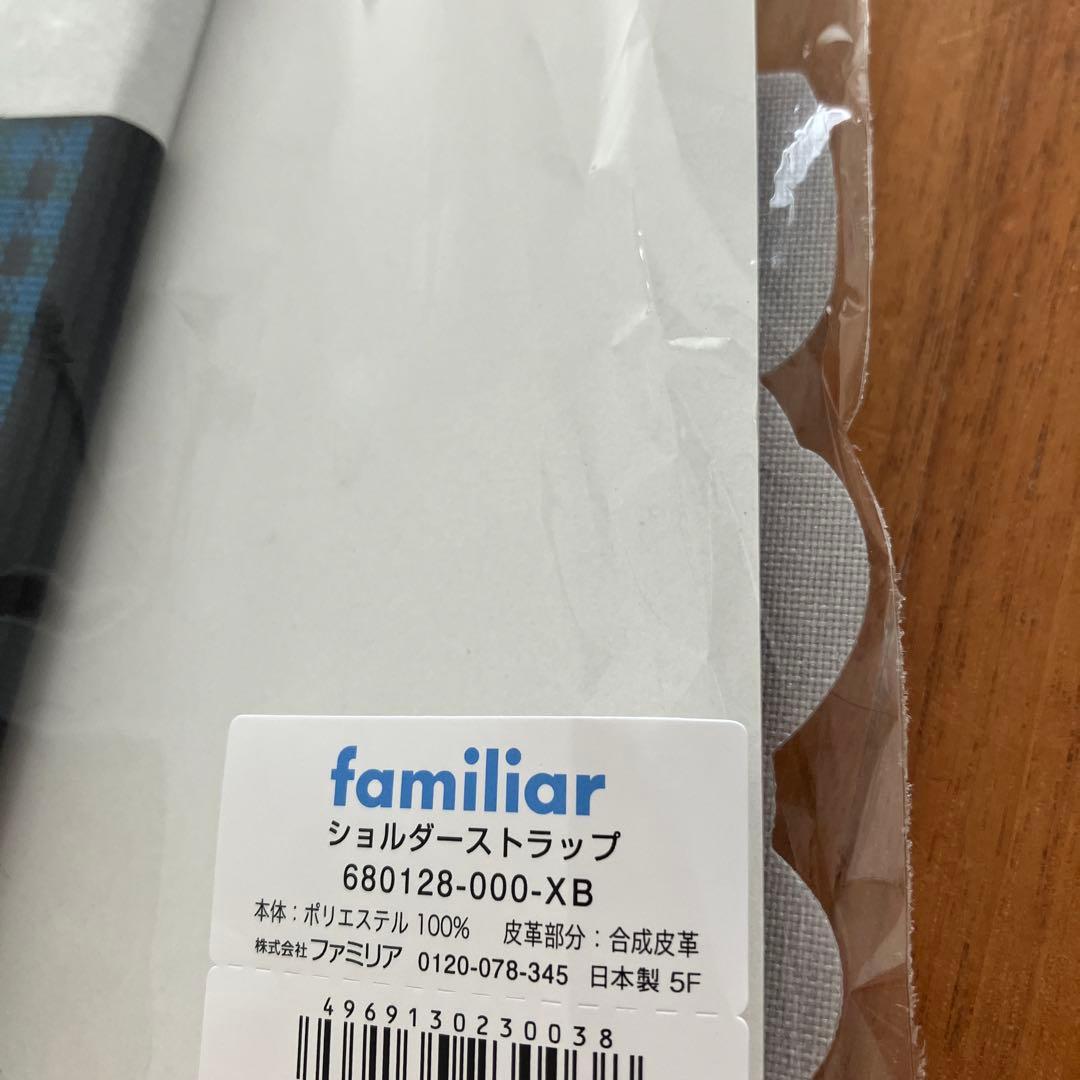 familiar
ショルダーストラップ
680128-000-XB
本体：ポリエステル 100%　皮革部分：合成皮革
株式会社ファミリア 0120-078-345 日本製 5F
4969130230038